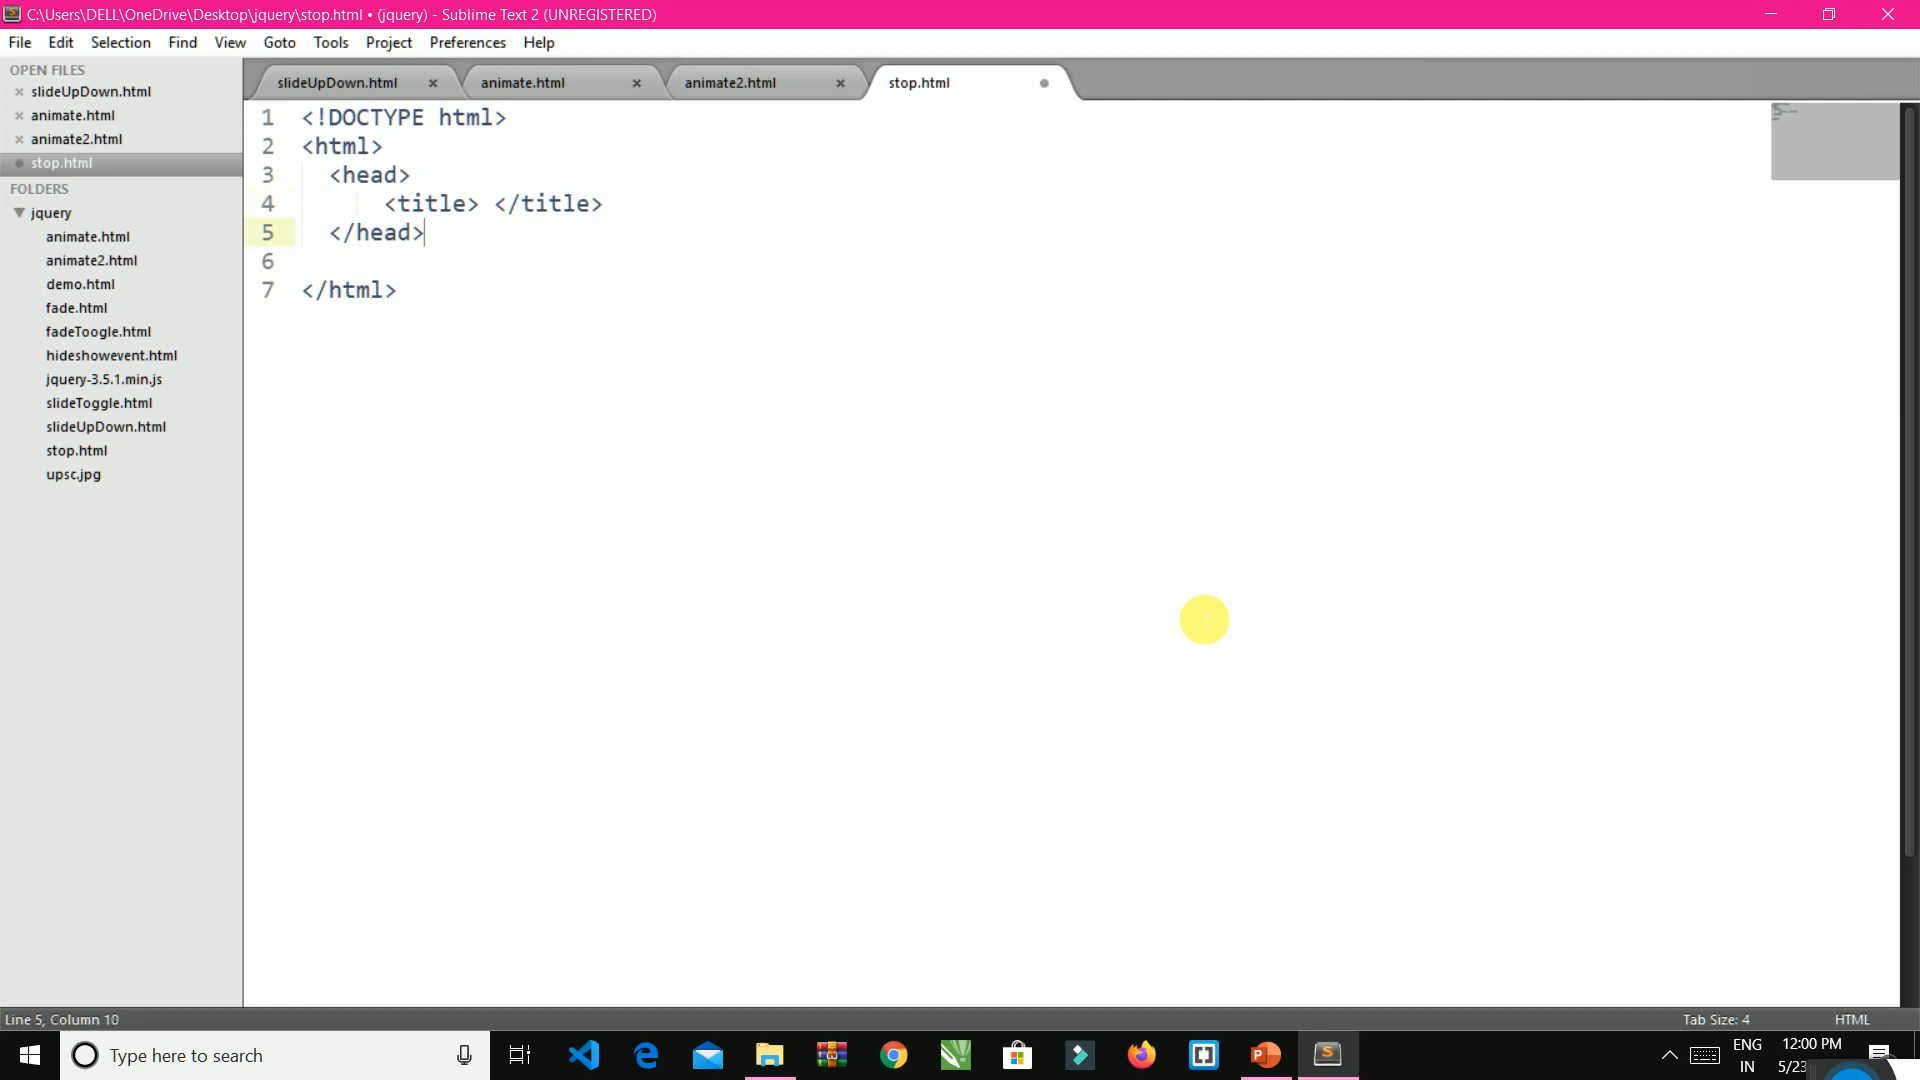 C:\Users\DELL\OneDrive\Desktop\jquery\stop.html • (jquery) - Sublime Text 2 (UNREGISTERED)
File Edit Selection Find View Goto Tools Project Preferences Help
OPEN FILES
slideUpDown.html
animate.html
animate2.html
stop.html
FOLDERS
jquery
animate.html
animate2.html
demo.html
fade.html
fadeToogle.html
hideshowevent.html
jquery-3.5.1.min.js
slideToggle.html
slideUpDown.html
stop.html
upsc.jpg
slideUpDown.html animate.html animate2.html stop.html
1 <!DOCTYPE html>
2 <html>
3 <head>
4 <title> </title>
5 </head>
6
7 </html>
Line 5, Column 10 Tab Size: 4 HTML
Type here to search
ENG
IN
12:00 PM
5/23